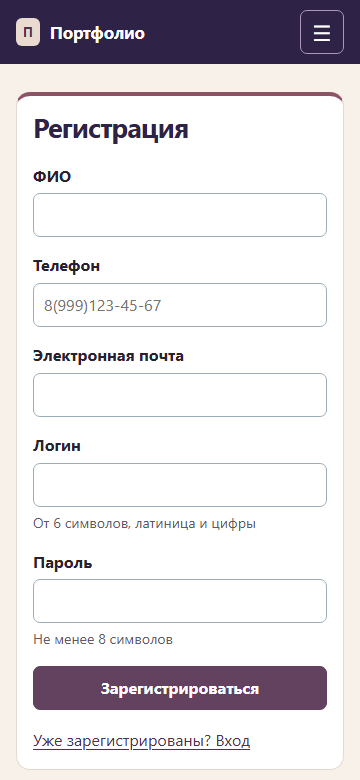 П Портфолио
Регистрация
ФИО
Телефон
8(999)123-45-67
Электронная почта
Логин
От 6 символов, латиница и цифры
Пароль
Не менее 8 символов
Зарегистрироваться
Уже зарегистрированы? Вход